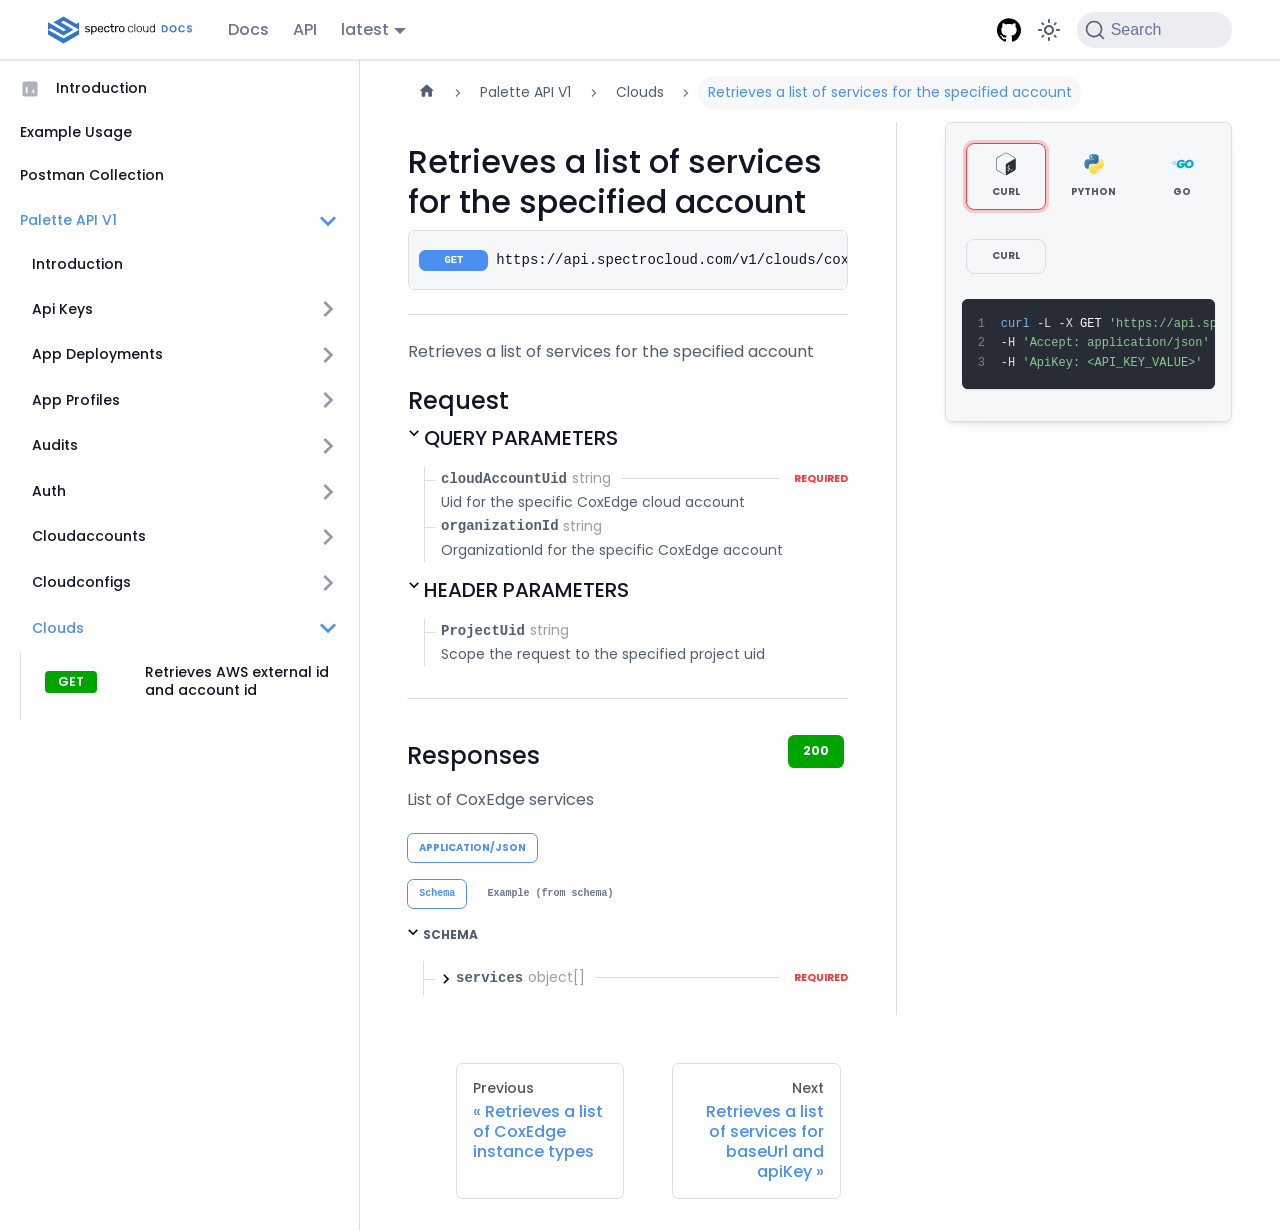 spectro cloud DOCS
Docs
API
latest
Search
Introduction
Example Usage
Postman Collection
Palette API V1
Introduction
Api Keys
App Deployments
App Profiles
Audits
Auth
Cloudaccounts
Cloudconfigs
Clouds
GET
Retrieves AWS external id
and account id
Palette API V1
Clouds
Retrieves a list of services for the specified account
Retrieves a list of services
for the specified account
GET https://api.spectrocloud.com/v1/clouds/cox
Retrieves a list of services for the specified account
Request
QUERY PARAMETERS
cloudAccountUid string REQUIRED
Uid for the specific CoxEdge cloud account
organizationId string
OrganizationId for the specific CoxEdge account
HEADER PARAMETERS
ProjectUid string
Scope the request to the specified project uid
Responses
200
List of CoxEdge services
APPLICATION/JSON
Schema
Example (from schema)
SCHEMA
services object[] REQUIRED
CURL
PYTHON
GO
CURL
1 curl -L -X GET 'https://api.sp
2 -H 'Accept: application/json'
3 -H 'ApiKey: <API_KEY_VALUE>'
Previous
« Retrieves a list
of CoxEdge
instance types
Next
Retrieves a list
of services for
baseUrl and
apiKey »